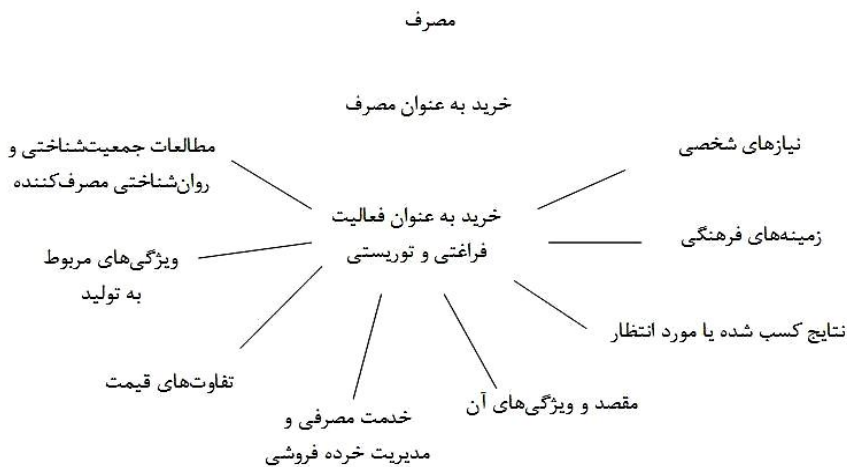 مصرف
خرید به عنوان مصرف
نیازهای شخصی
مطالعات جمعیت‌شناختی و
روان‌شناختی مصرف‌کننده
خرید به عنوان فعالیت
فراغتی و توریستی
زمینه‌های فرهنگی
ویژگی‌های مربوط
به تولید
نتایج کسب شده یا مورد انتظار
تفاوت‌های قیمت
مقصد و ویژگی‌های آن
خدمت مصرفی و
مدیریت خرده فروشی